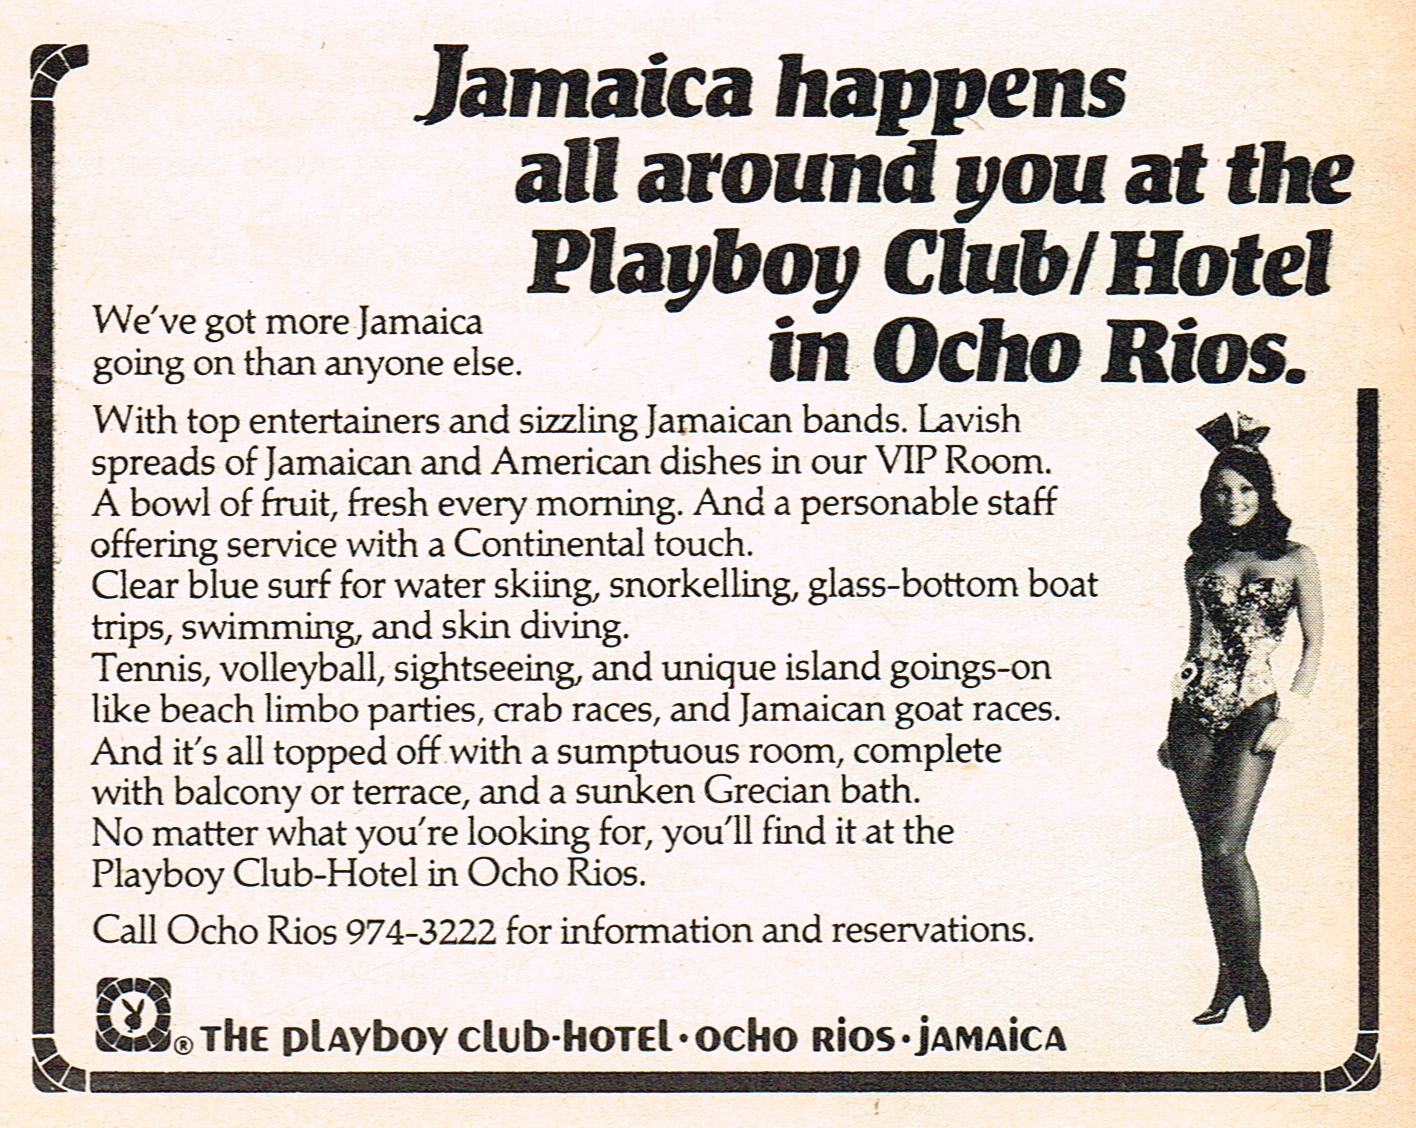 Jamaica happens
all around you at the
Playboy Club/Hotel
in Ocho Rios.
We've got more Jamaica
going on than anyone else.
With top entertainers and sizzling Jamaican bands. Lavish
spreads of Jamaican and American dishes in our VIP Room.
A bowl of fruit, fresh every morning. And a personable staff
offering service with a Continental touch.
Clear blue surf for water skiing, snorkelling, glass-bottom boat
trips, swimming, and skin diving.
Tennis, volleyball, sightseeing, and unique island goings-on
like beach limbo parties, crab races, and Jamaican goat races.
And it's all topped off with a sumptuous room, complete
with balcony or terrace, and a sunken Grecian bath.
No matter what you're looking for, you'll find it at the
Playboy Club-Hotel in Ocho Rios.
Call Ocho Rios 974-3222 for information and reservations.
® THE PLAYBOY CLUB-HOTEL · OCHO RIOS · JAMAICA